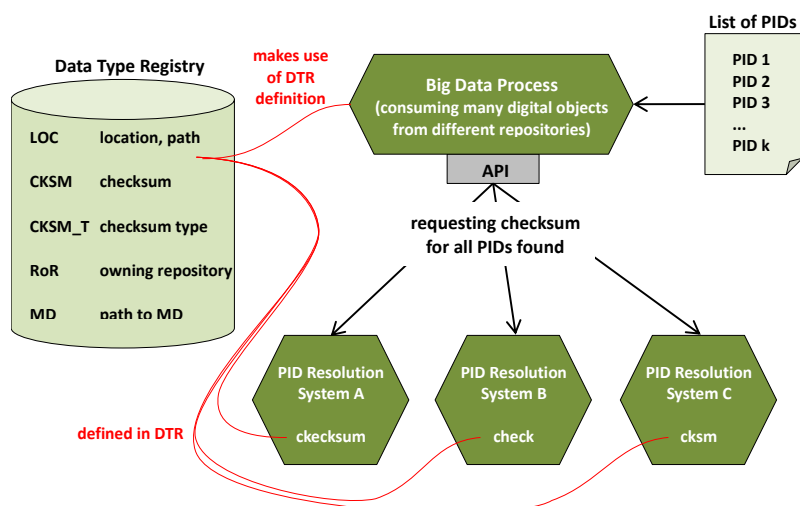 List of PIDs
PID 1
PID 2
PID 3
...
PID k
makes use
of DTR
definition
Data Type Registry
LOC location, path
CKSM checksum
CKSM_T checksum type
RoR owning repository
MD path to MD
Big Data Process
(consuming many digital objects
from different repositories)
API
requesting checksum
for all PIDs found
PID Resolution
System A
ckecksum
PID Resolution
System B
check
PID Resolution
System C
cksm
defined in DTR